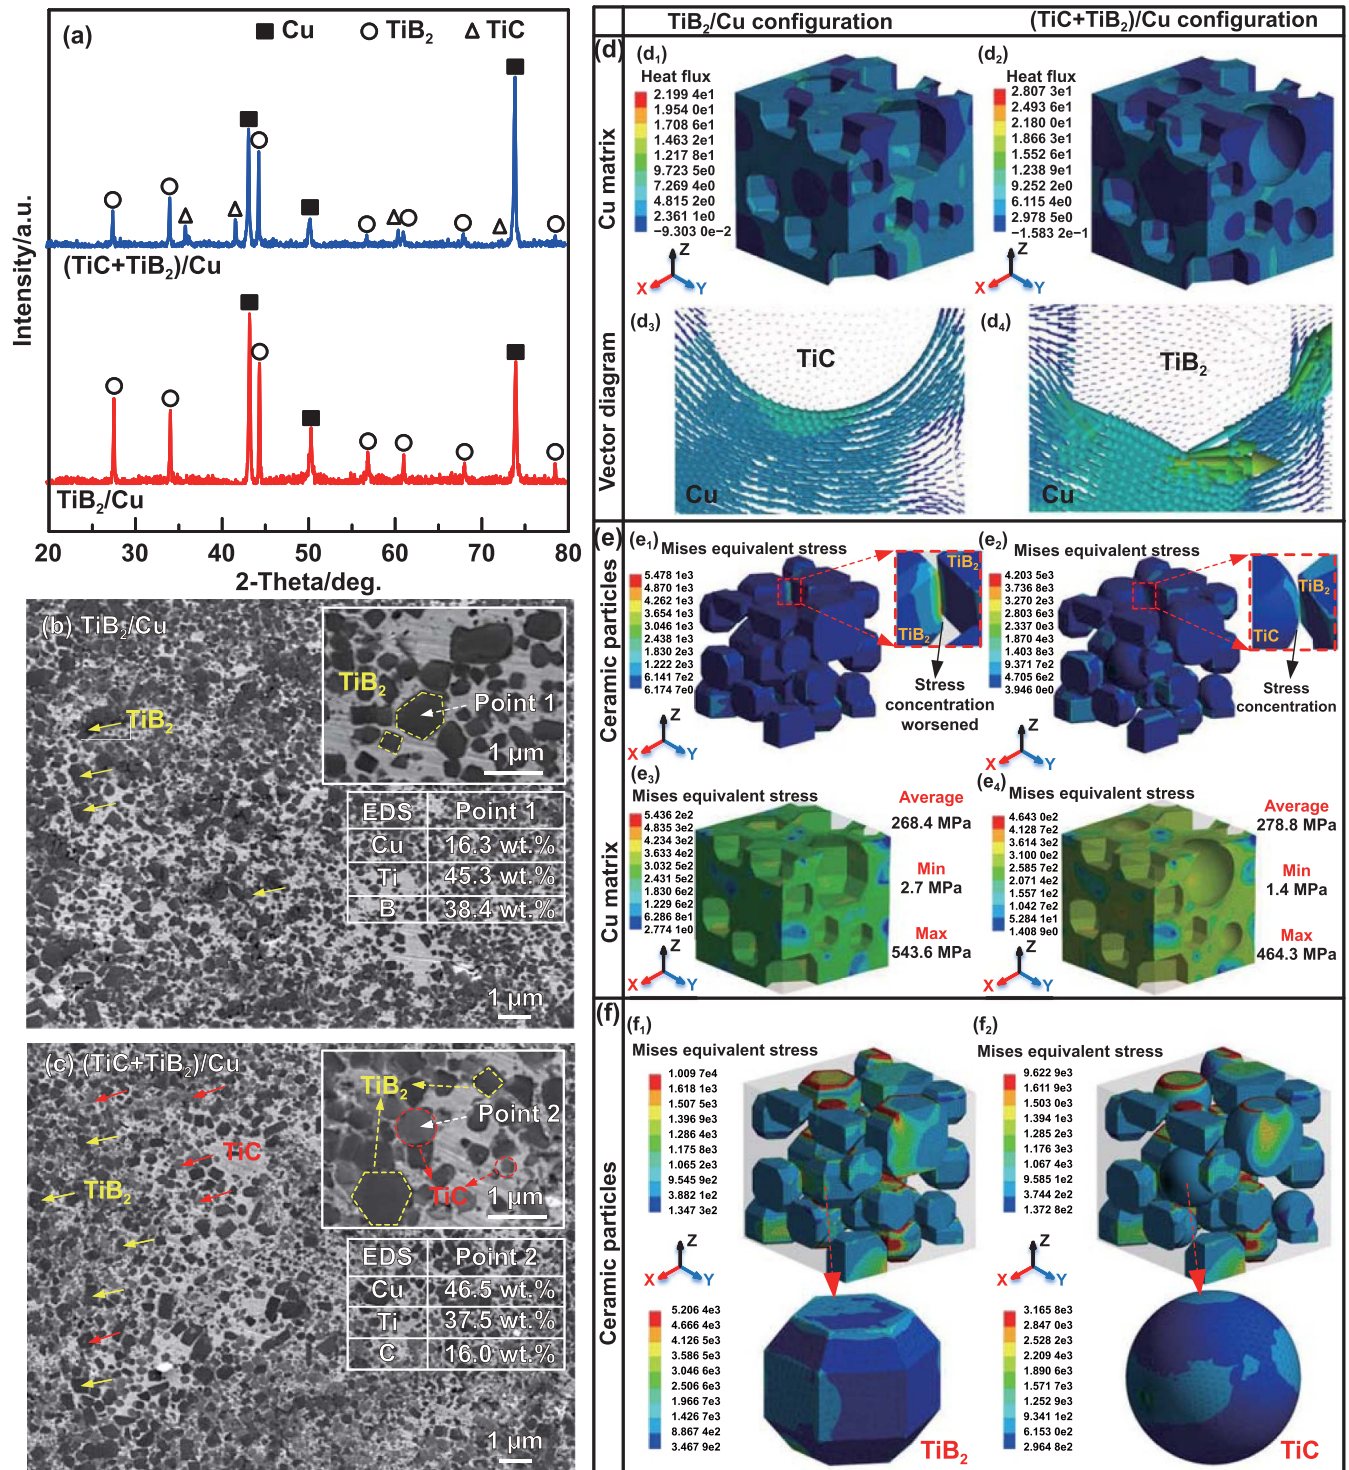 (a)
Cu
TiB2
TiC
(TiC+TiB2)/Cu
TiB2/Cu
Intensity/a.u.
20 30 40 50 60 70 80
2-Theta/deg.
(b) TiB2/Cu
TiB2
TiB2
Point 1
1 μm
EDS Point 1
Cu 16.3 wt.%
Ti 45.3 wt.%
B 38.4 wt.%
1 μm
(c) (TiC+TiB2)/Cu
TiC
TiB2
TiB2
Point 2
TiC
1 μm
EDS Point 2
Cu 46.5 wt.%
Ti 37.5 wt.%
C 16.0 wt.%
1 μm
TiB2/Cu configuration
(TiC+TiB2)/Cu configuration
(d)
Cu matrix
(d1)
Heat flux
2.199 4e1
1.954 0e1
1.708 6e1
1.463 2e1
1.217 8e1
9.723 5e0
7.269 4e0
4.815 2e0
2.361 1e0
−9.303 0e−2
Z
X
Y
(d2)
Heat flux
2.807 3e1
2.493 6e1
2.180 0e1
1.866 3e1
1.552 6e1
1.238 9e1
9.252 2e0
6.115 4e0
2.978 5e0
−1.583 2e−1
Z
X
Y
Vector diagram
(d3)
TiC
Cu
(d4)
TiB2
Cu
(e)
Ceramic particles
(e1)
Mises equivalent stress
5.478 1e3
4.870 1e3
4.262 1e3
3.654 1e3
3.046 1e3
2.438 1e3
1.830 2e3
1.222 2e3
6.141 7e2
6.174 7e0
TiB2
TiB2
Stress
concentration
worsened
Z
X
Y
(e2)
Mises equivalent stress
4.203 5e3
3.736 8e3
3.270 2e3
2.803 6e3
2.337 0e3
1.870 4e3
1.403 8e3
9.371 7e2
4.705 6e2
3.946 0e0
TiB2
TiC
Stress
concentration
Z
X
Y
Cu matrix
(e3)
Mises equivalent stress
5.436 2e2
4.835 3e2
4.234 3e2
3.633 4e2
3.032 5e2
2.431 5e2
1.830 6e2
1.229 6e2
6.286 8e1
2.774 1e0
Average
268.4 MPa
Min
2.7 MPa
Max
543.6 MPa
Z
X
Y
(e4)
Mises equivalent stress
4.643 0e2
4.128 7e2
3.614 3e2
3.100 0e2
2.585 7e2
2.071 4e2
1.557 1e2
1.042 7e2
5.284 1e1
1.408 9e0
Average
278.8 MPa
Min
1.4 MPa
Max
464.3 MPa
Z
X
Y
(f)
Ceramic particles
(f1)
Mises equivalent stress
1.009 7e4
1.618 1e3
1.507 5e3
1.396 9e3
1.286 4e3
1.175 8e3
1.065 2e3
9.545 9e2
3.882 1e2
1.347 3e2
Z
X
Y
5.206 4e3
4.666 4e3
4.126 5e3
3.586 5e3
3.046 6e3
2.506 6e3
1.966 7e3
1.426 7e3
8.867 4e2
3.467 9e2
TiB2
(f2)
Mises equivalent stress
9.622 9e3
1.611 9e3
1.503 0e3
1.394 1e3
1.285 2e3
1.176 3e3
1.067 4e3
9.585 1e2
3.744 2e2
1.372 8e2
Z
X
Y
3.165 8e3
2.847 0e3
2.528 2e3
2.209 4e3
1.890 6e3
1.571 7e3
1.252 9e3
9.341 1e2
6.153 0e2
2.964 8e2
TiC